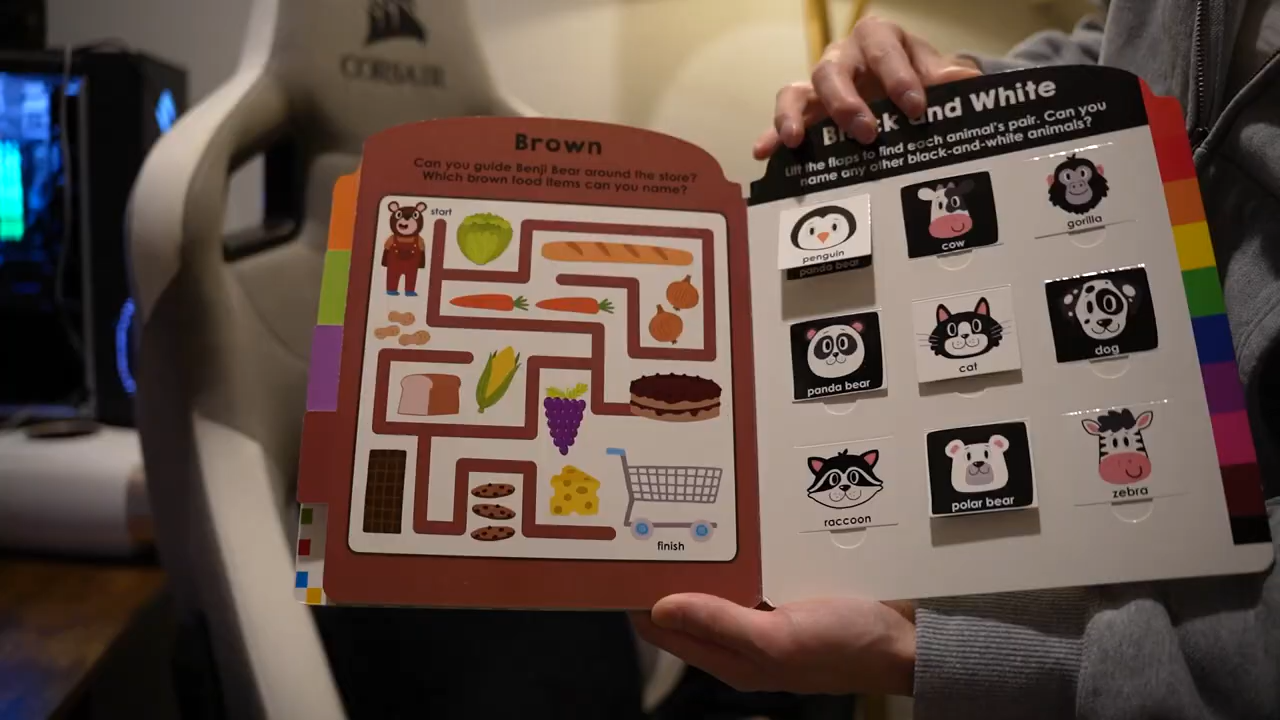 CORSAIR
Brown
Can you guide Benji Bear around the store?
Which brown food items can you name?
start
finish
and White
Lift the flaps to find each animal's pair. Can you
name any other black-and-white animals?
penguin
panda bear
cow
gorilla
panda bear
cat
dog
raccoon
polar bear
zebra